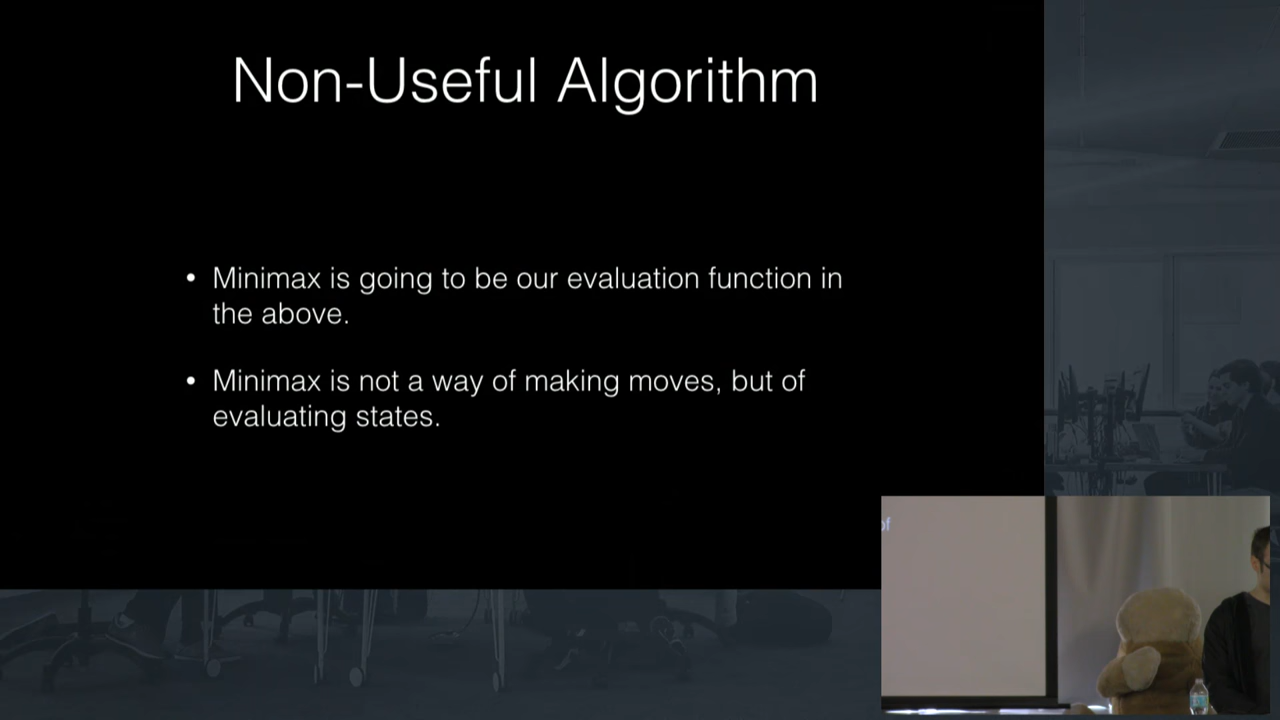 Non-Useful Algorithm
• Minimax is going to be our evaluation function in
the above.
• Minimax is not a way of making moves, but of
evaluating states.
of